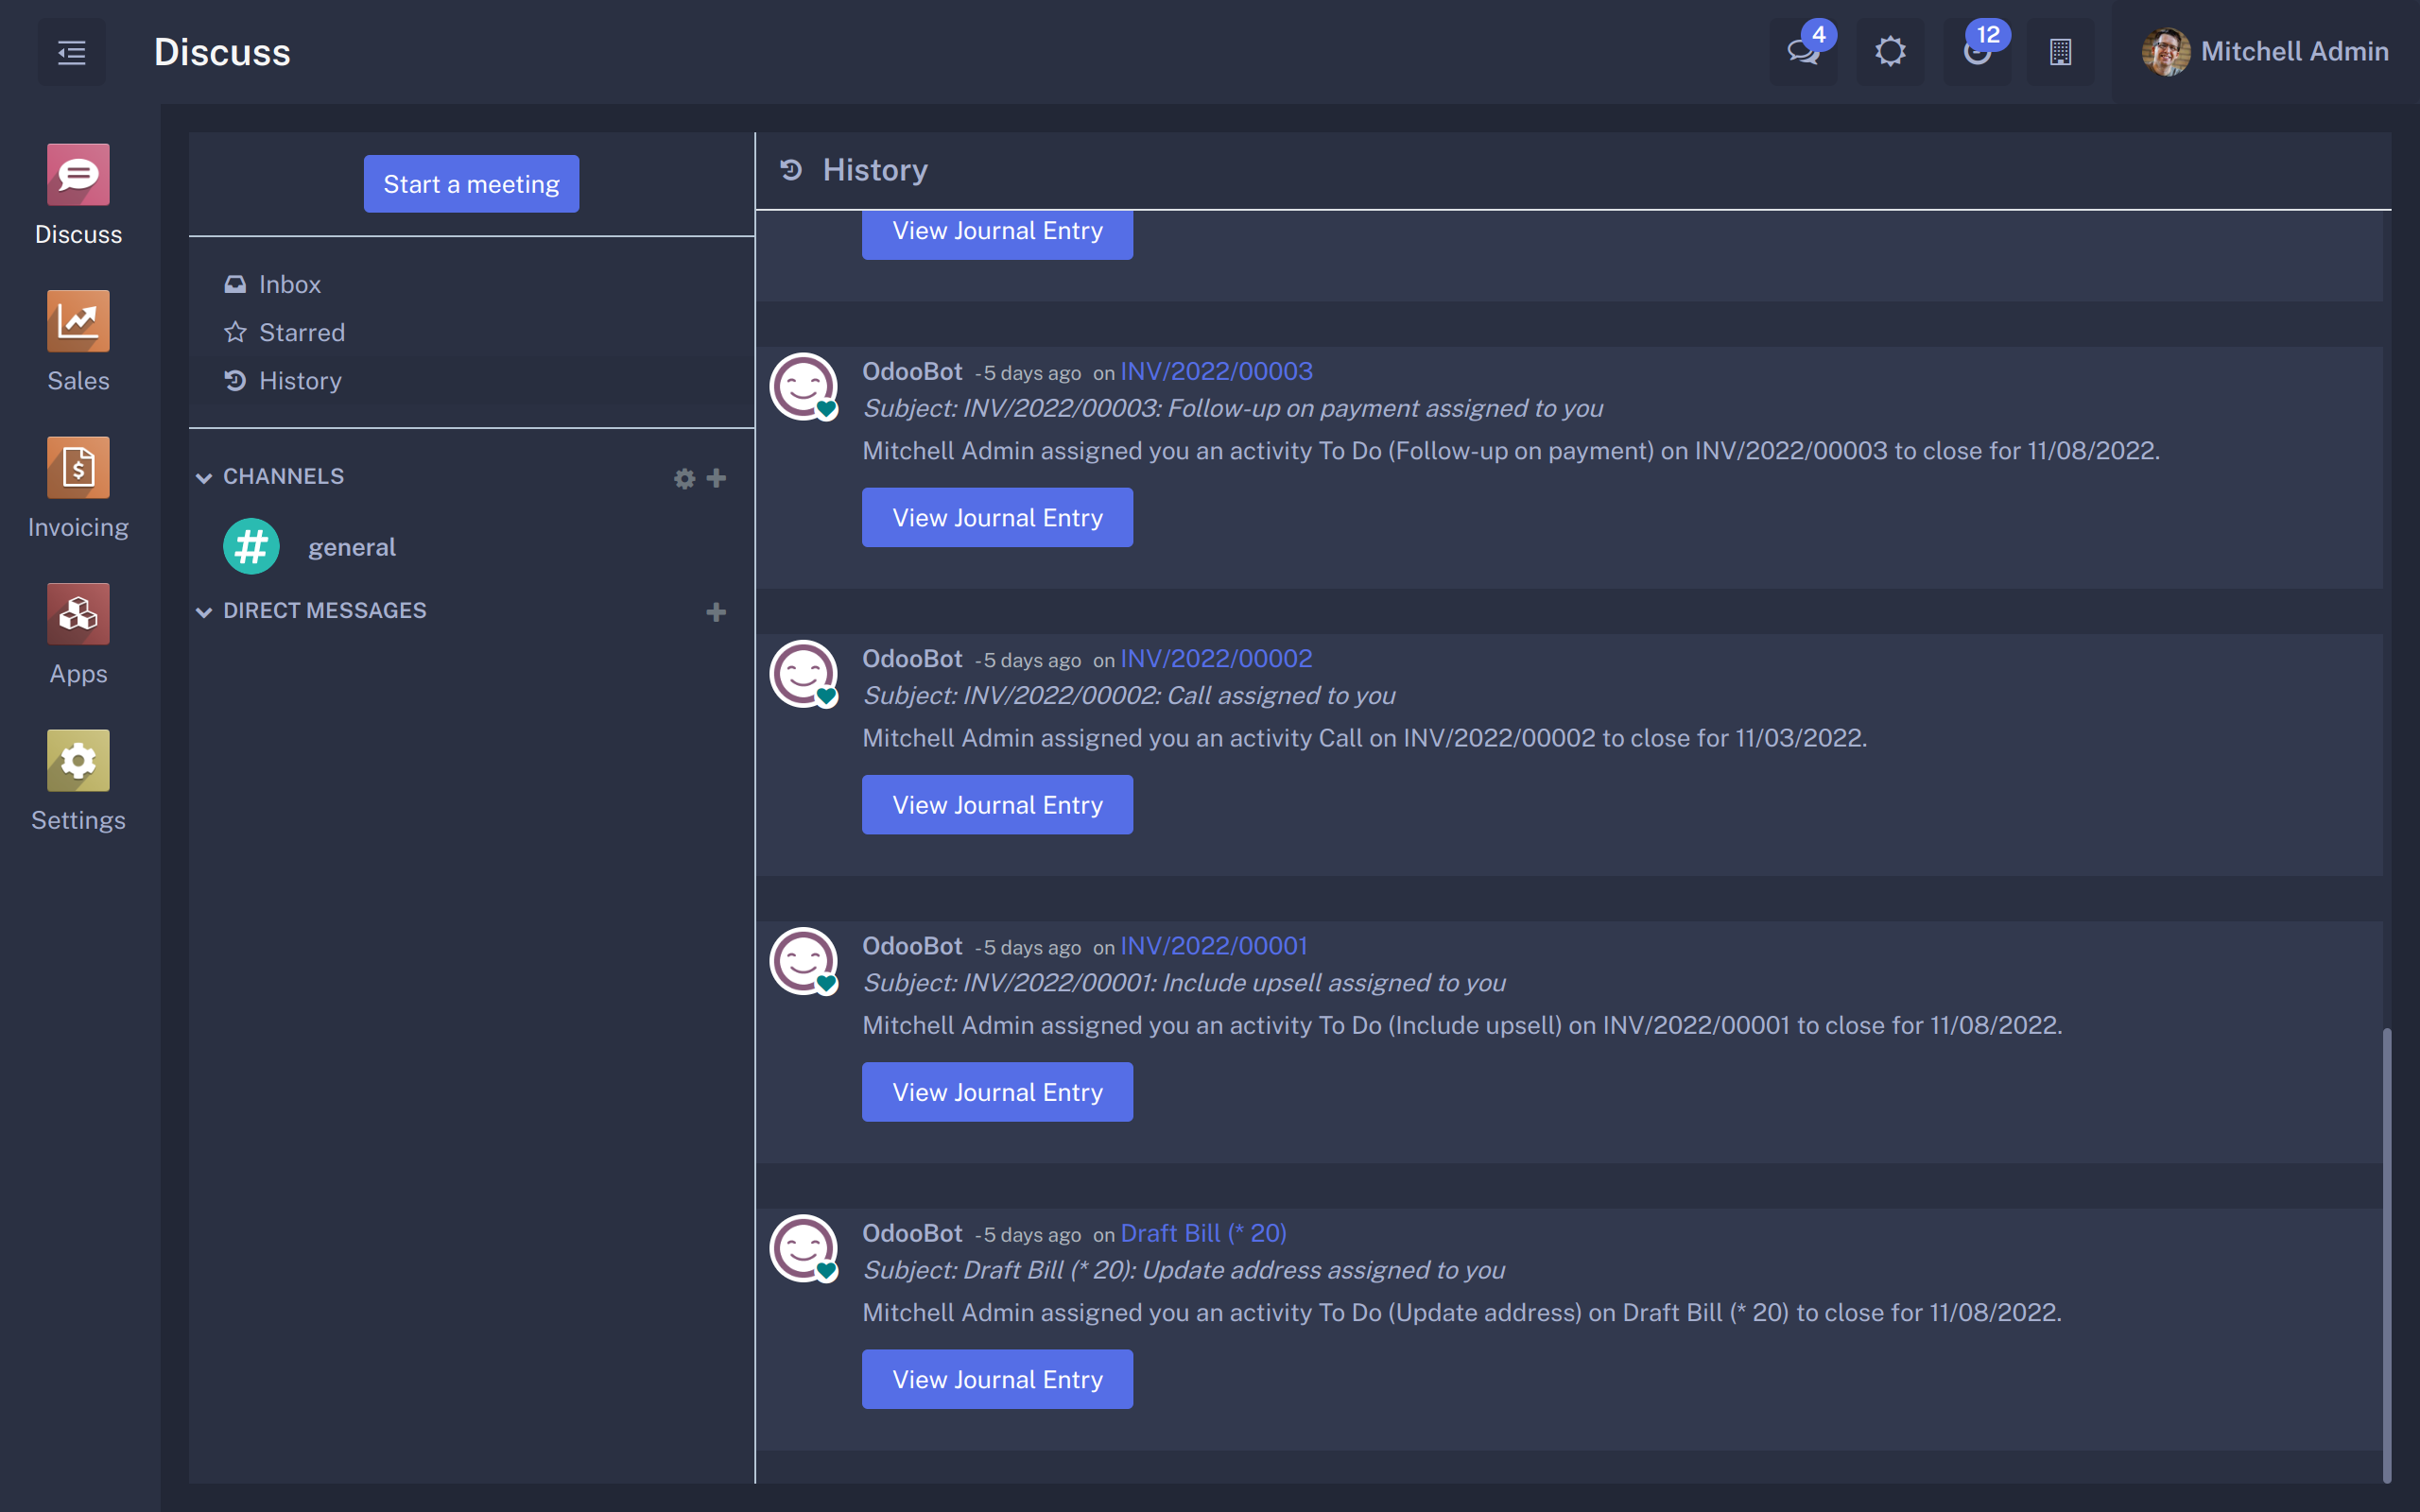 Discuss
4
12
Mitchell Admin
Discuss
Sales
Invoicing
Apps
Settings
Start a meeting
Inbox
Starred
History
CHANNELS
general
DIRECT MESSAGES
History
View Journal Entry
OdooBot - 5 days ago on INV/2022/00003
Subject: INV/2022/00003: Follow-up on payment assigned to you
Mitchell Admin assigned you an activity To Do (Follow-up on payment) on INV/2022/00003 to close for 11/08/2022.
View Journal Entry
OdooBot - 5 days ago on INV/2022/00002
Subject: INV/2022/00002: Call assigned to you
Mitchell Admin assigned you an activity Call on INV/2022/00002 to close for 11/03/2022.
View Journal Entry
OdooBot - 5 days ago on INV/2022/00001
Subject: INV/2022/00001: Include upsell assigned to you
Mitchell Admin assigned you an activity To Do (Include upsell) on INV/2022/00001 to close for 11/08/2022.
View Journal Entry
OdooBot - 5 days ago on Draft Bill (* 20)
Subject: Draft Bill (* 20): Update address assigned to you
Mitchell Admin assigned you an activity To Do (Update address) on Draft Bill (* 20) to close for 11/08/2022.
View Journal Entry